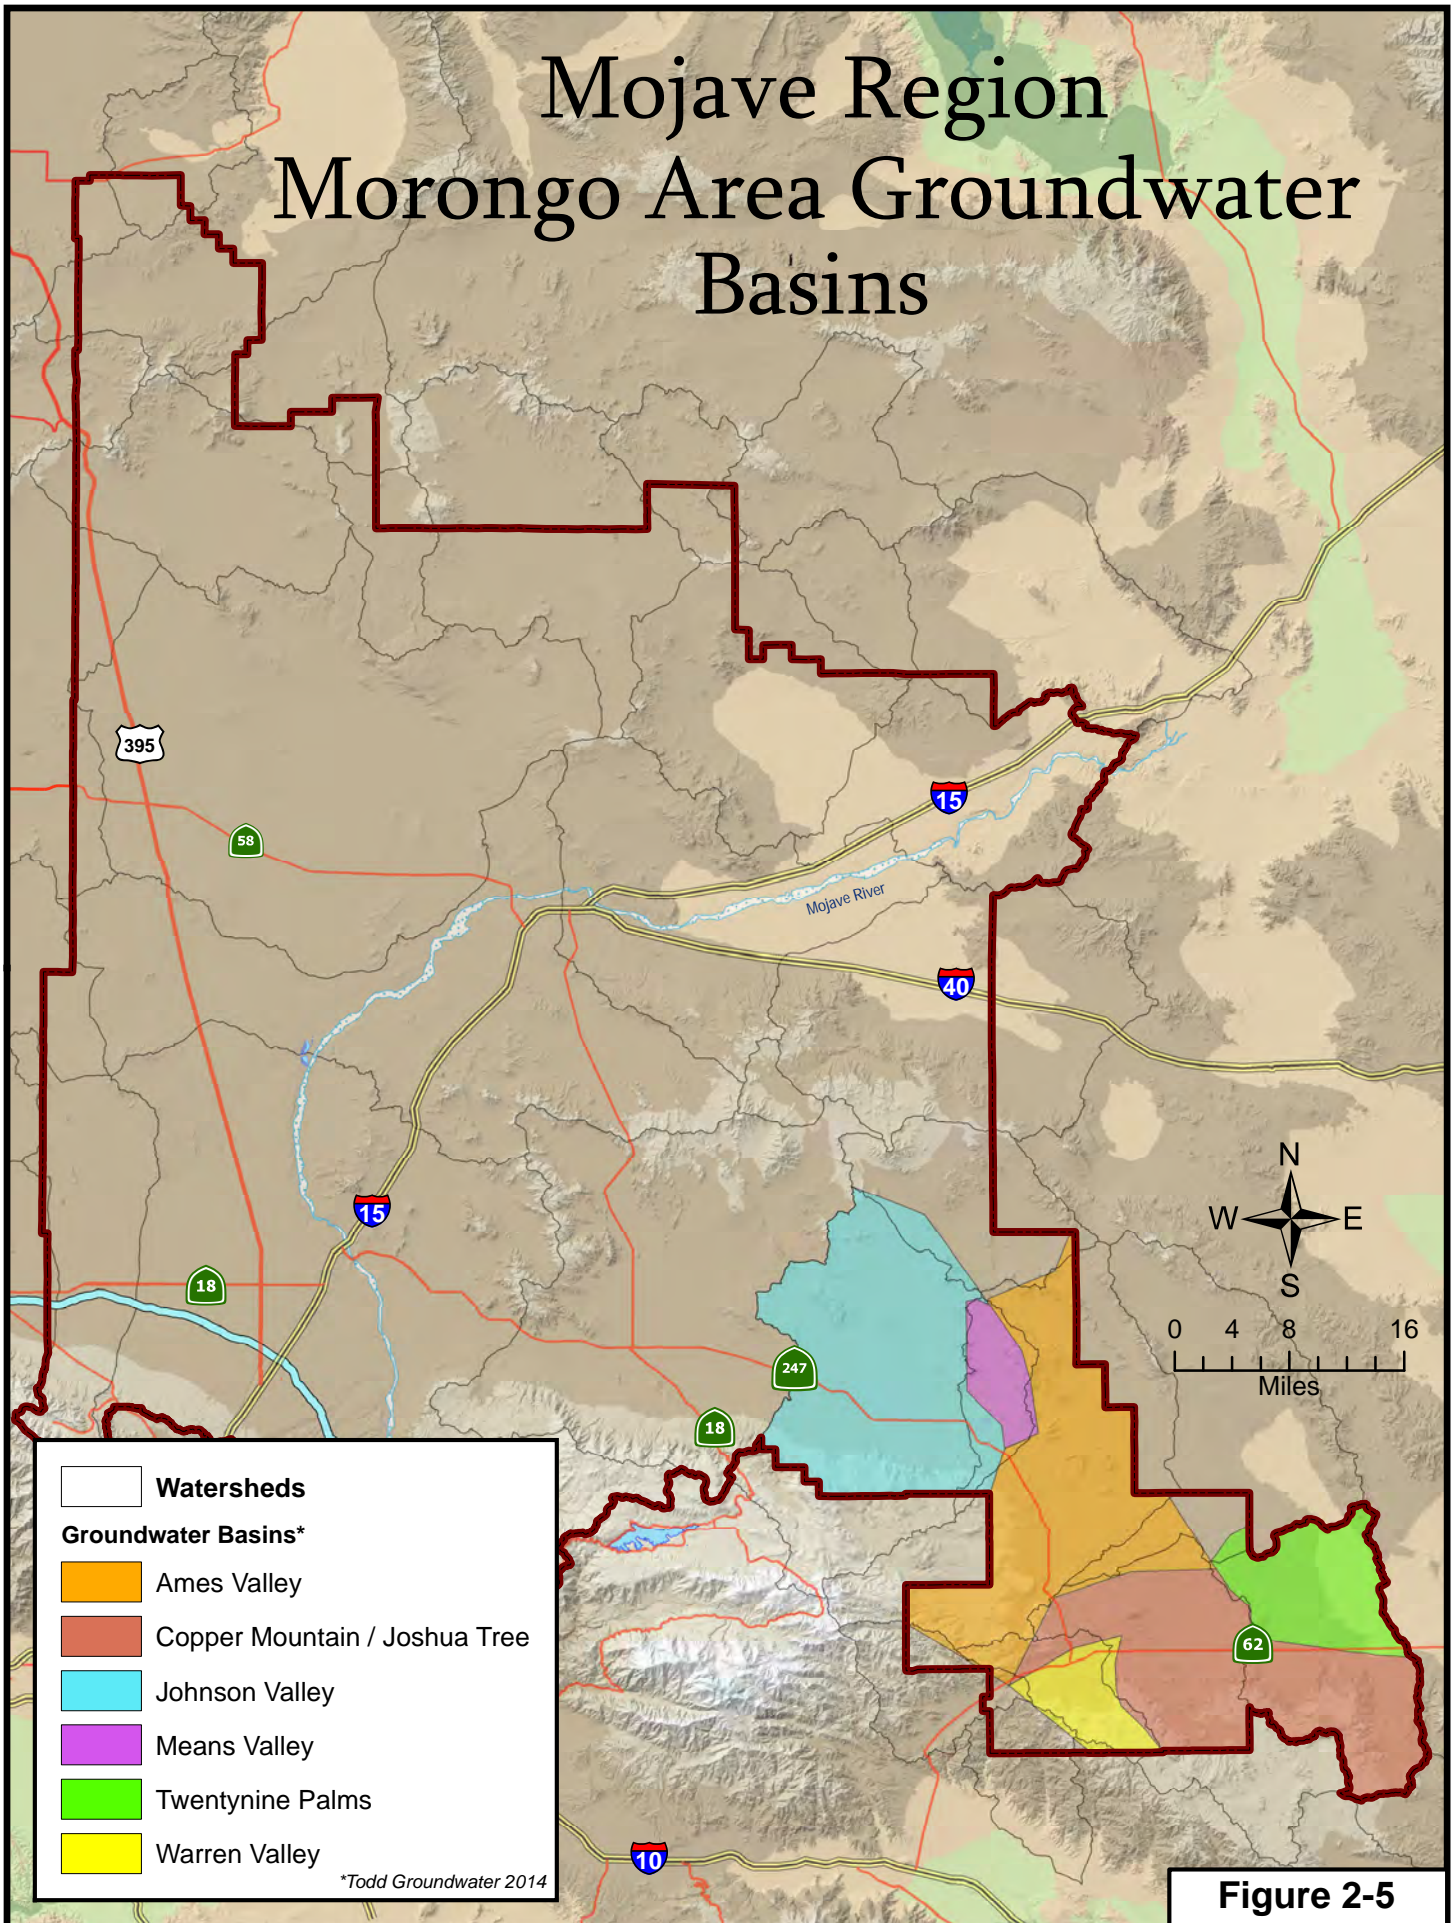 Mojave Region
Morongo Area Groundwater
Basins
395
58
15
Mojave River
40
N
W E
S
15
18
0 4 8 16
Miles
247
18
Watersheds
Groundwater Basins*
Ames Valley
Copper Mountain / Joshua Tree
62
Johnson Valley
Means Valley
Twentynine Palms
Warren Valley
*Todd Groundwater 2014
10
Figure 2-5